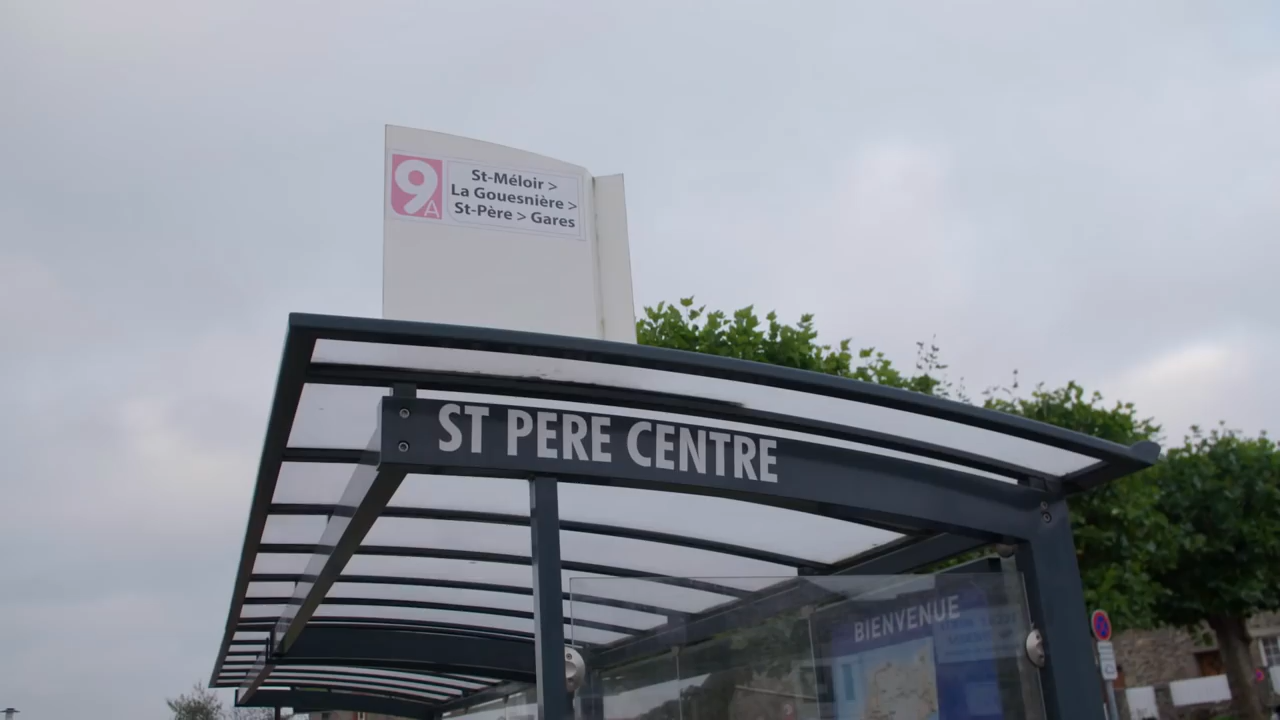 9A
St-Méloir >
La Gouesnière >
St-Père > Gares
ST PERE CENTRE
BIENVENUE